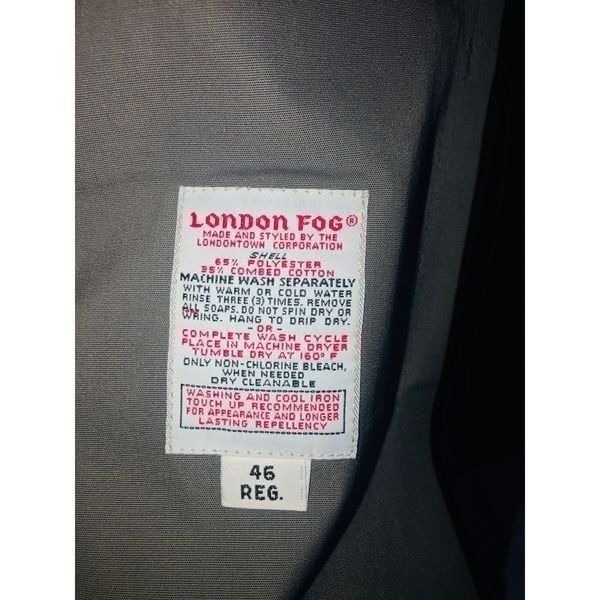 LONDON FOG®
MADE AND STYLED BY THE
LONDONTOWN CORPORATION
SHELL
65% POLYESTER
35% COMBED COTTON
MACHINE WASH SEPARATELY
WITH WARM OR COLD WATER
RINSE THREE (3) TIMES. REMOVE
ALL SOAPS. DO NOT SPIN DRY OR
WRING. HANG TO DRIP DRY.
- OR -
COMPLETE WASH CYCLE
PLACE IN MACHINE DRYER
TUMBLE DRY AT 160° F
ONLY NON-CHLORINE BLEACH,
WHEN NEEDED
DRY CLEANABLE
WASHING AND COOL IRON
TOUCH UP RECOMMENDED
FOR APPEARANCE AND LONGER
LASTING REPELLENCY
46
REG.